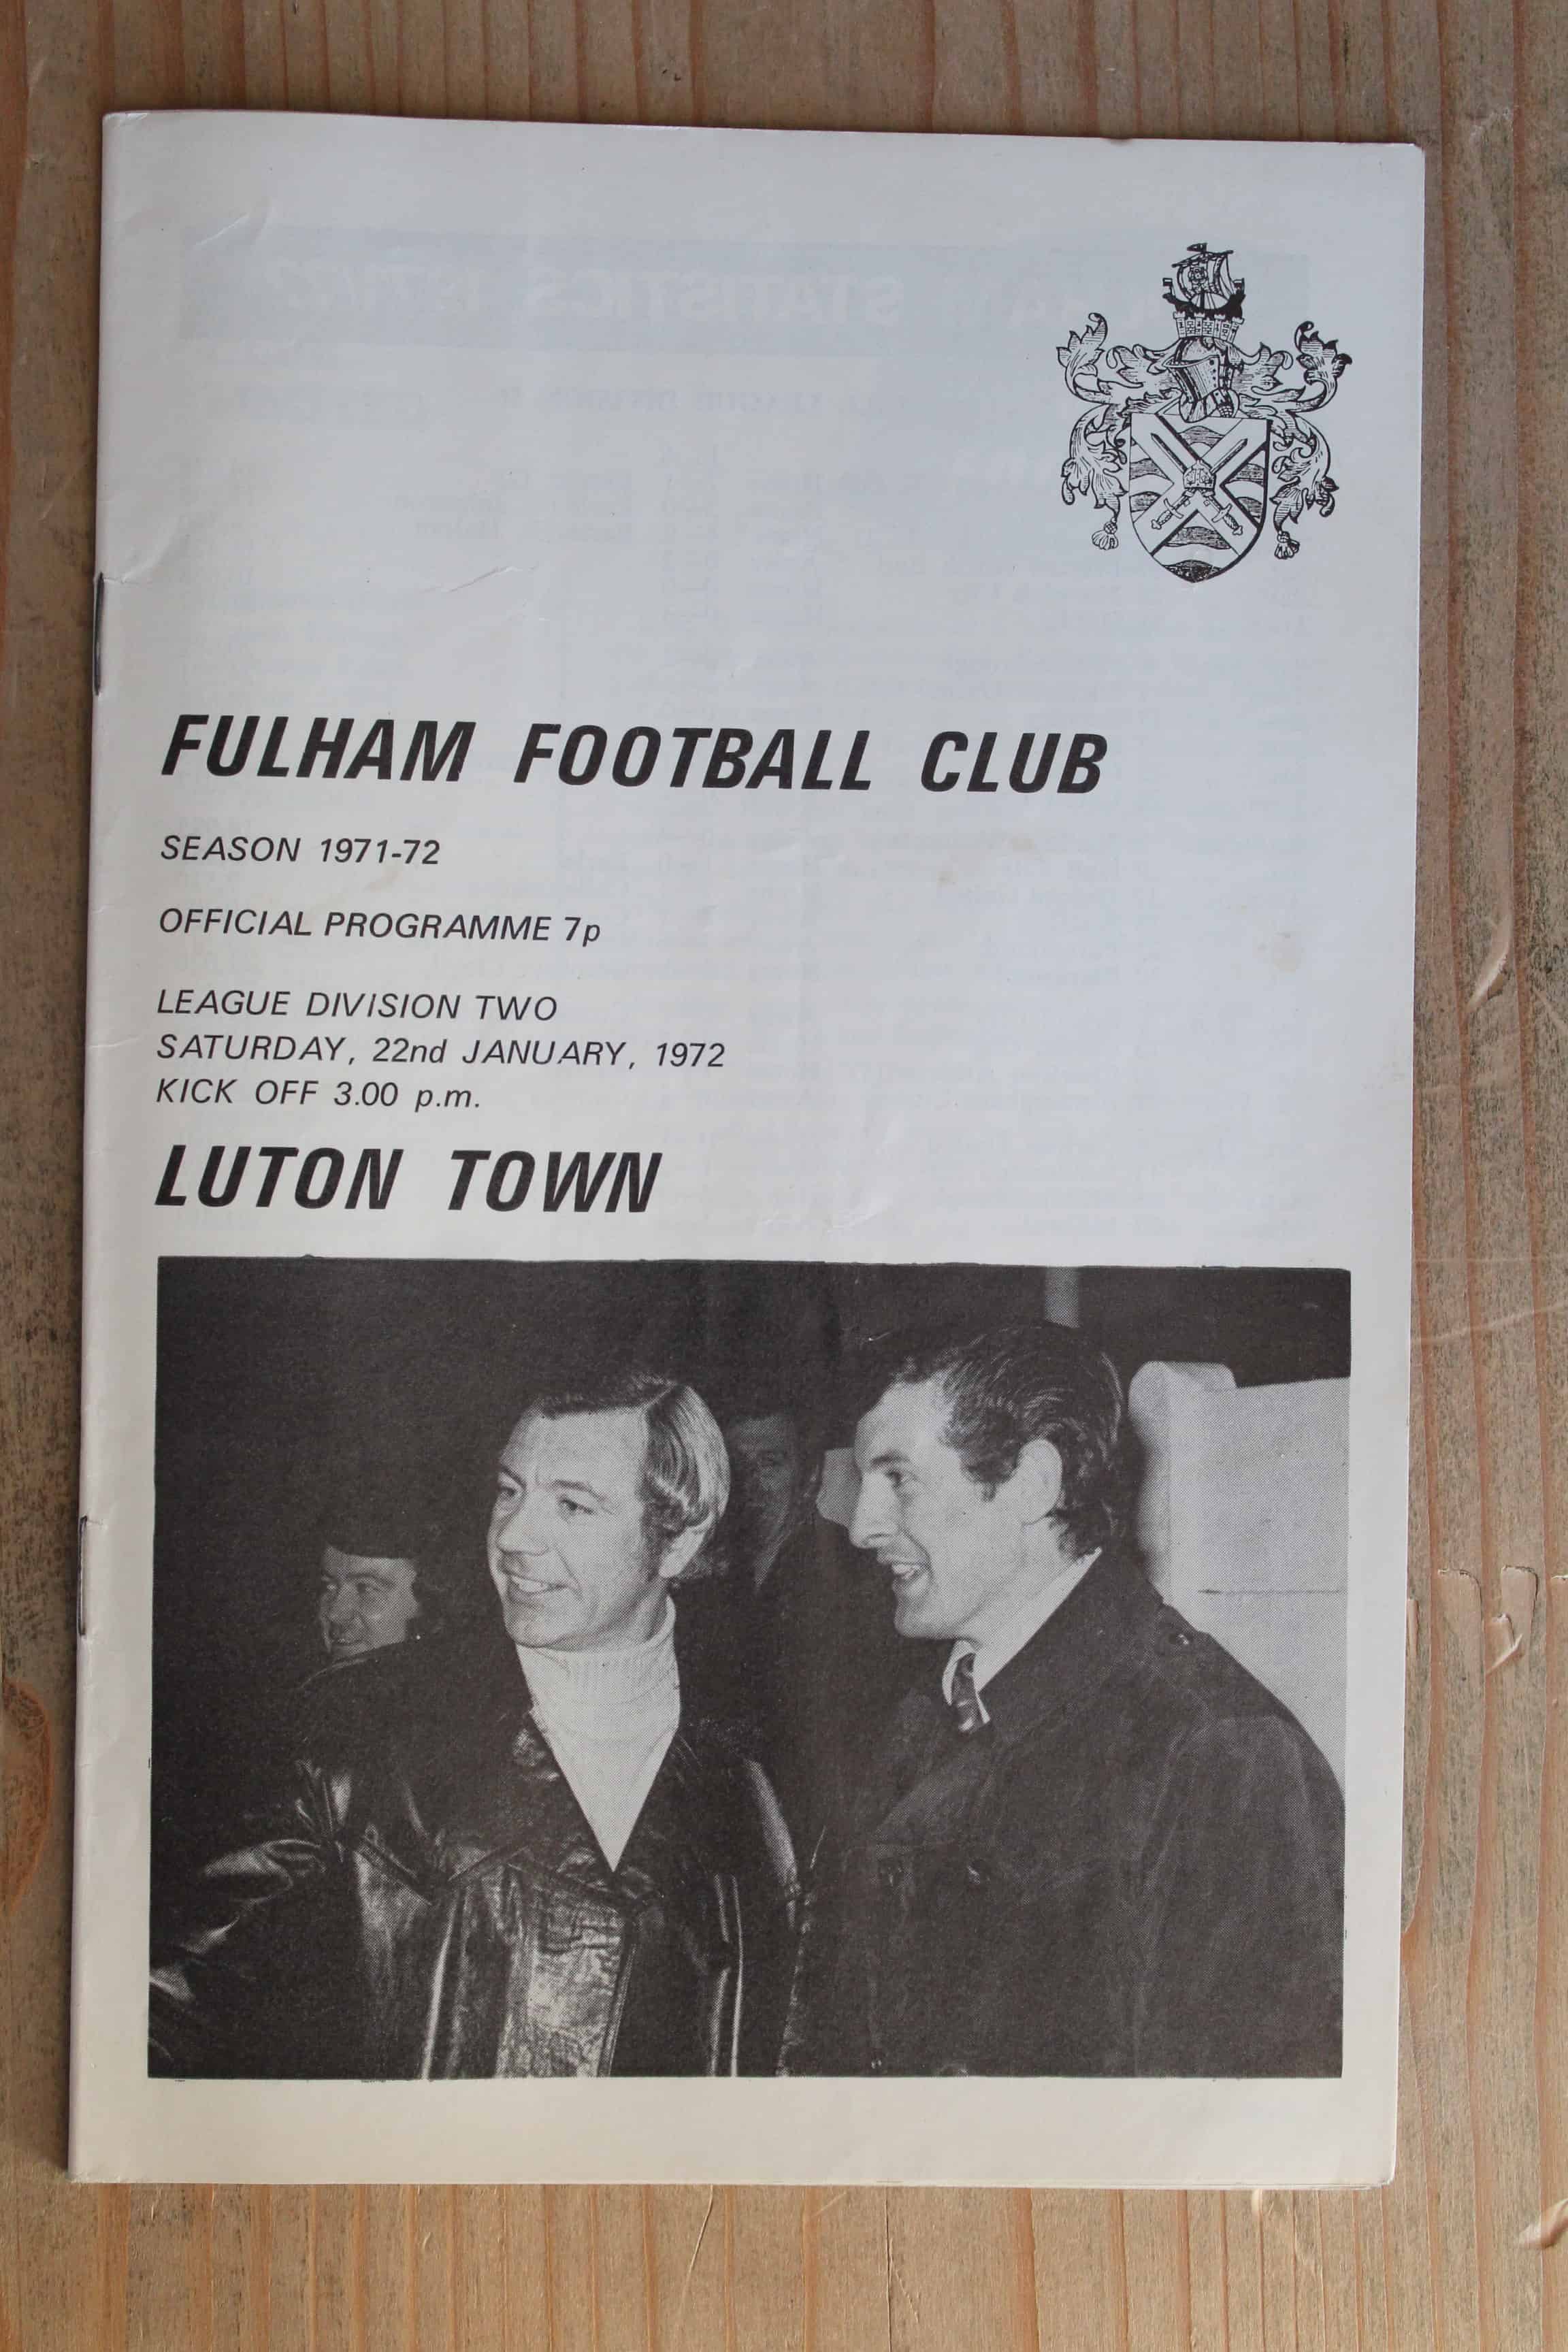 FULHAM FOOTBALL CLUB
SEASON 1971-72
OFFICIAL PROGRAMME 7p
LEAGUE DIVISION TWO
SATURDAY, 22nd JANUARY, 1972
KICK OFF 3.00 p.m.
LUTON TOWN